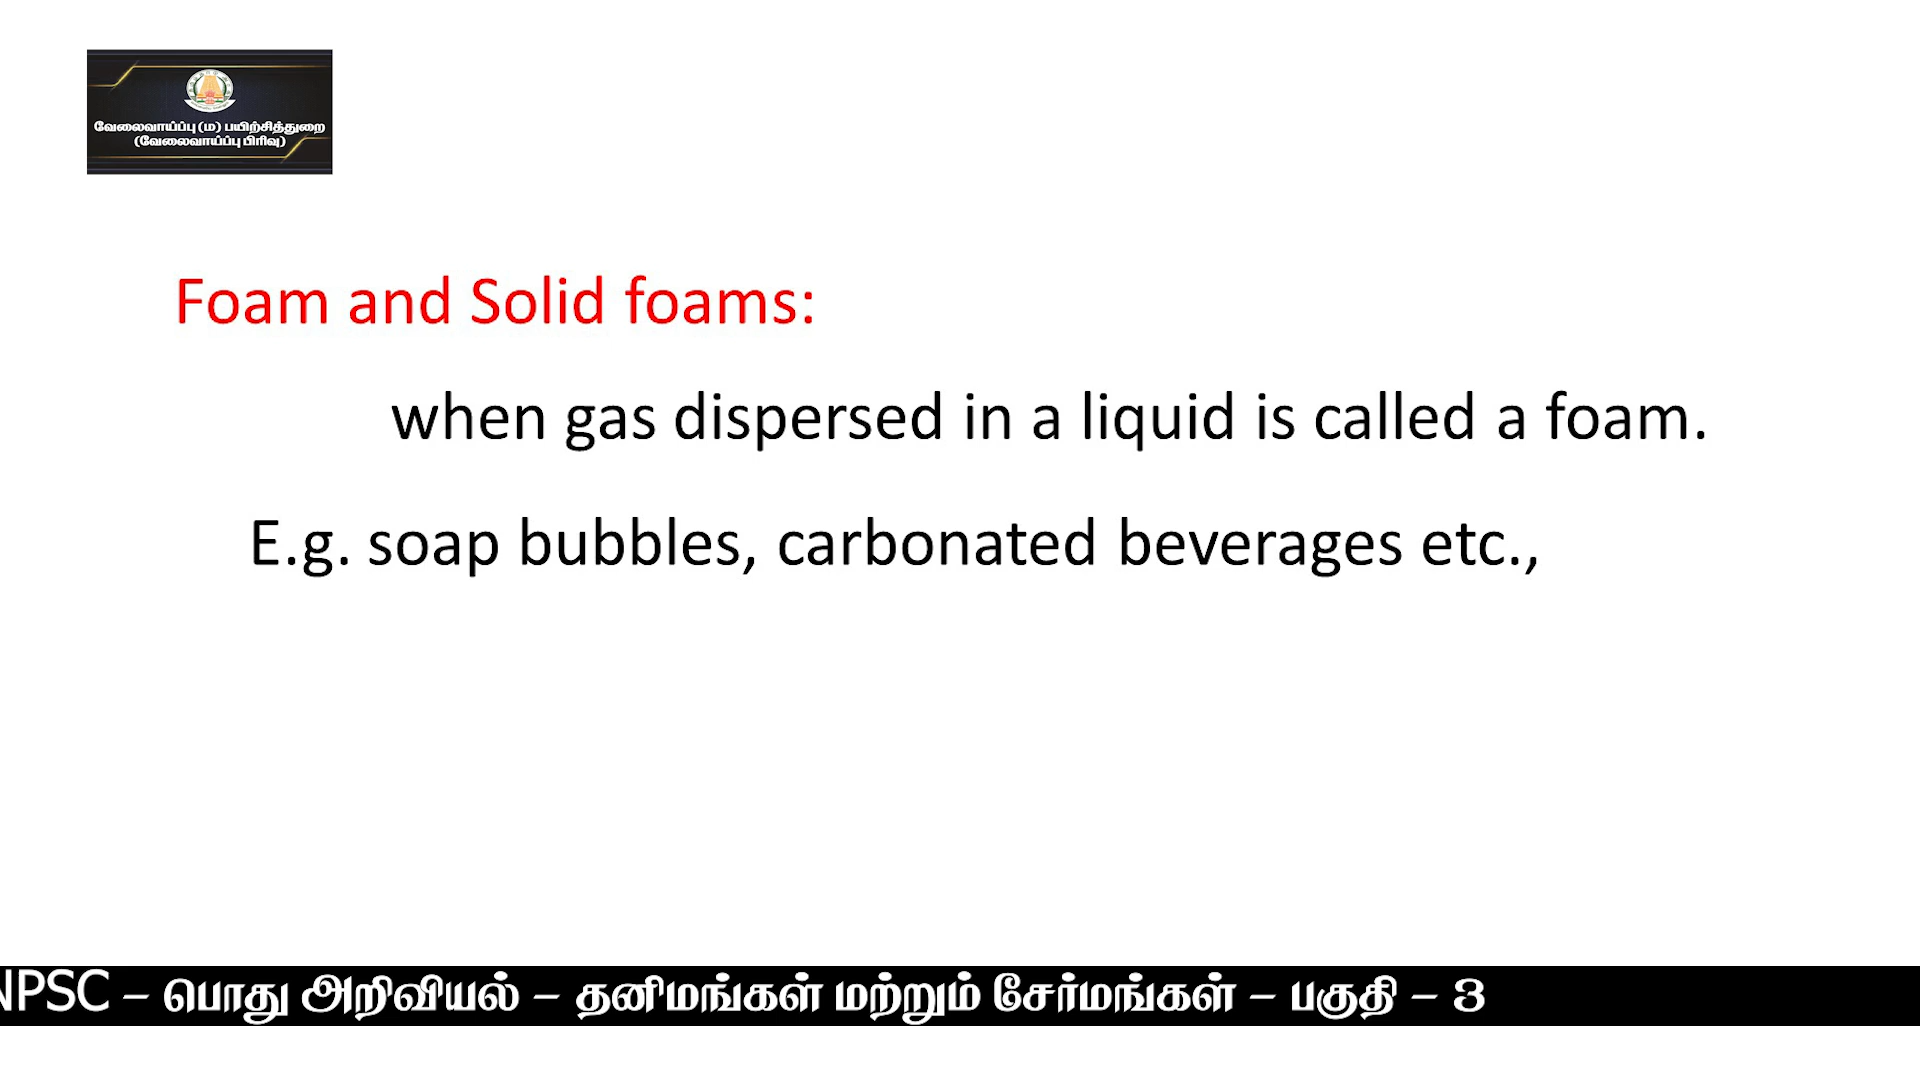 வேலைவாய்ப்பு (ம) பயிற்சித்துறை
(வேலைவாய்ப்பு பிரிவு)
Foam and Solid foams:
when gas dispersed in a liquid is called a foam.
E.g. soap bubbles, carbonated beverages etc.,
NPSC – பொது அறிவியல் – தனிமங்கள் மற்றும் சேர்மங்கள் – பகுதி – 3